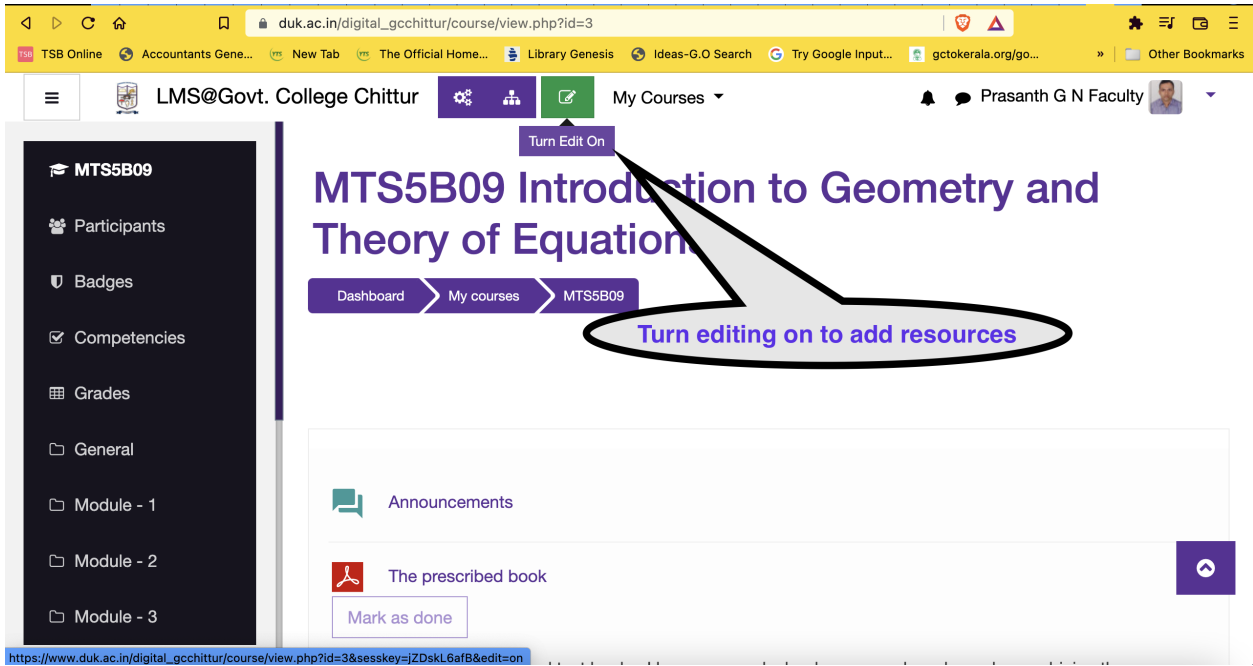 duk.ac.in/digital_gcchittur/course/view.php?id=3
TSB TSB Online Accountants Gene... New Tab The Official Home... Library Genesis Ideas-G.O Search Try Google Input... gctokerala.org/go... » Other Bookmarks
LMS@Govt. College Chittur My Courses Prasanth G N Faculty
Turn Edit On
MTS5B09
Participants
Badges
Competencies
Grades
General
Module - 1
Module - 2
Module - 3
MTS5B09 Introduction to Geometry and
Theory of Equation
Dashboard My courses MTS5B09
Turn editing on to add resources
Announcements
The prescribed book
Mark as done
https://www.duk.ac.in/digital_gcchittur/course/view.php?id=3&sesskey=jZDskL6afB&edit=on